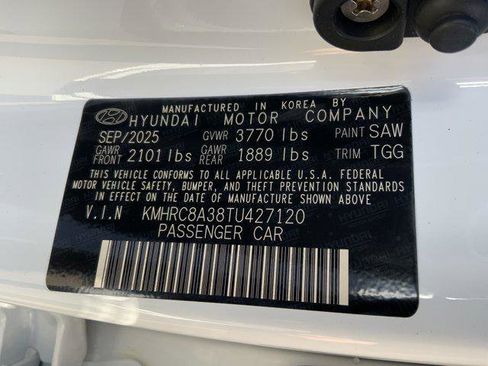 MANUFACTURED IN KOREA BY
HYUNDAI MOTOR COMPANY
SEP/2025 GVWR 3770 lbs PAINT SAW
GAWR FRONT 2101 lbs GAWR REAR 1889 lbs TRIM TGG
THIS VEHICLE CONFORMS TO ALL APPLICABLE U.S.A. FEDERAL
MOTOR VEHICLE SAFETY, BUMPER, AND THEFT PREVENTION STANDARDS
IN EFFECT ON THE DATE OF MANUFACTURE SHOWN ABOVE.
V.I.N KMHRC8A38TU427120
PASSENGER CAR